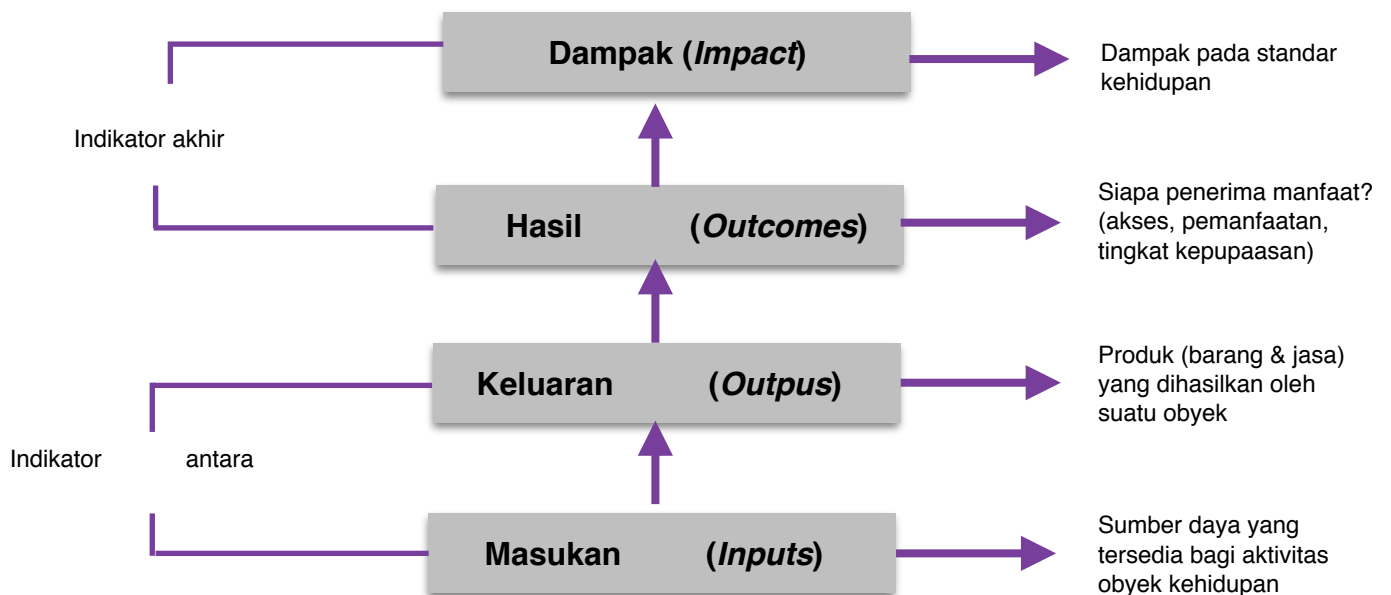 Dampak (Impact)
Dampak pada standar
kehidupan
Indikator akhir
Hasil (Outcomes)
Siapa penerima manfaat?
(akses, pemanfaatan,
tingkat kepupaasan)
Keluaran (Outpus)
Produk (barang & jasa)
yang dihasilkan oleh
suatu obyek
Indikator antara
Masukan (Inputs)
Sumber daya yang
tersedia bagi aktivitas
obyek kehidupan